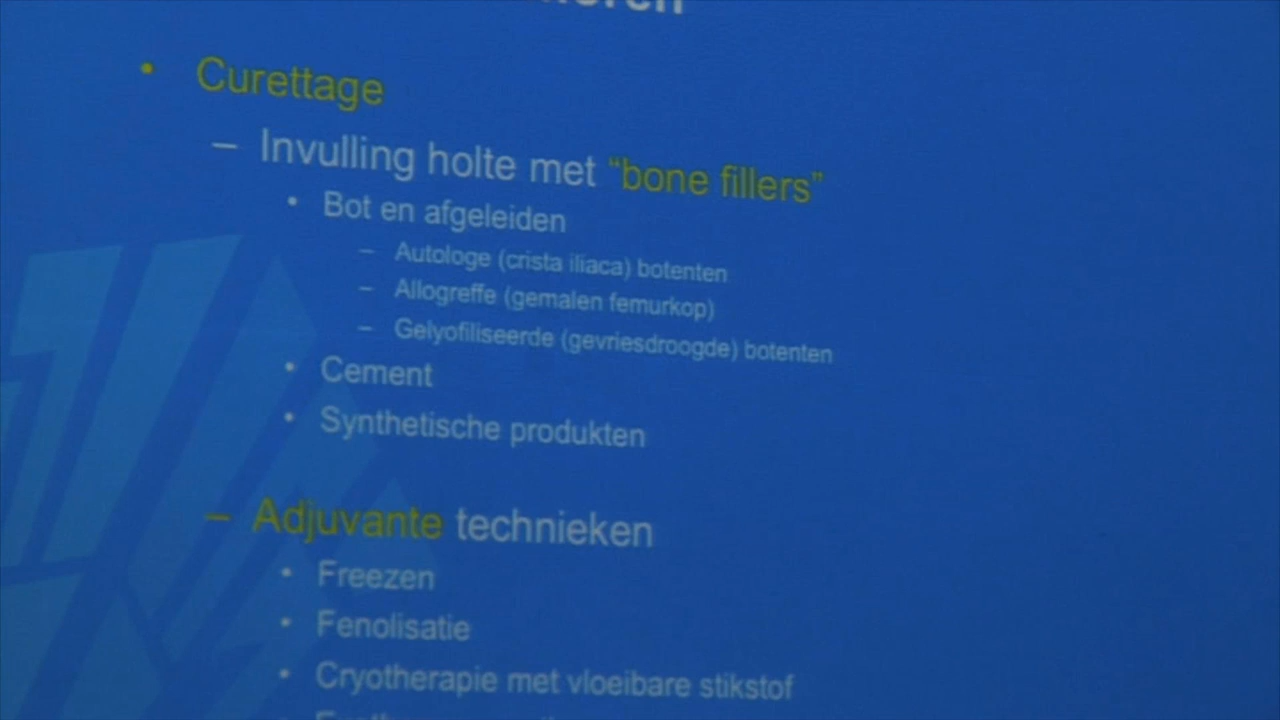 • Curettage
– Invulling holte met “bone fillers”
• Bot en afgeleiden
– Autologe (crista iliaca) botenten
– Allogreffe (gemalen femurkop)
– Gelyofiliseerde (gevriesdroogde) botenten
• Cement
• Synthetische produkten
– Adjuvante technieken
• Freezen
• Fenolisatie
• Cryotherapie met vloeibare stikstof